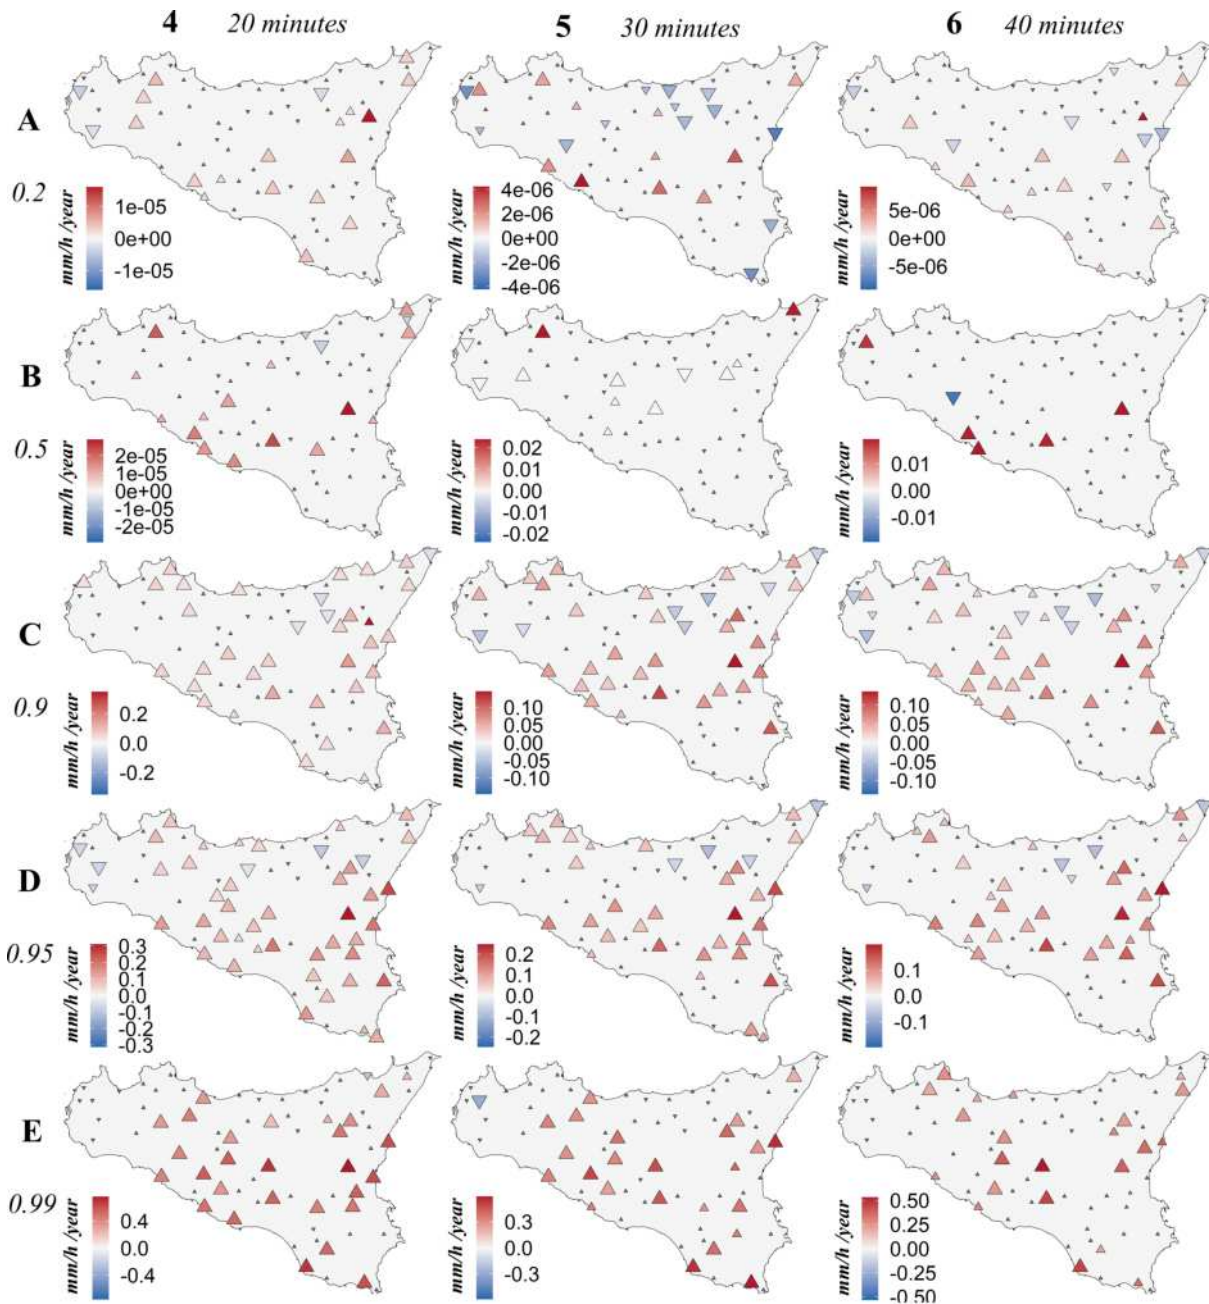 4 20 minutes 5 30 minutes 6 40 minutes
A
0.2
mm/h /year
1e-05
0e+00
-1e-05
mm/h /year
4e-06
2e-06
0e+00
-2e-06
-4e-06
mm/h /year
5e-06
0e+00
-5e-06
B
0.5
mm/h /year
2e-05
1e-05
0e+00
-1e-05
-2e-05
mm/h /year
0.02
0.01
0.00
-0.01
-0.02
mm/h /year
0.01
0.00
-0.01
C
0.9
mm/h /year
0.2
0.0
-0.2
mm/h /year
0.10
0.05
0.00
-0.05
-0.10
mm/h /year
0.10
0.05
0.00
-0.05
-0.10
D
0.95
mm/h /year
0.3
0.2
0.1
0.0
-0.1
-0.2
-0.3
mm/h /year
0.2
0.1
0.0
-0.1
-0.2
mm/h /year
0.1
0.0
-0.1
E
0.99
mm/h /year
0.4
0.0
-0.4
mm/h /year
0.3
0.0
-0.3
mm/h /year
0.50
0.25
0.00
-0.25
-0.50